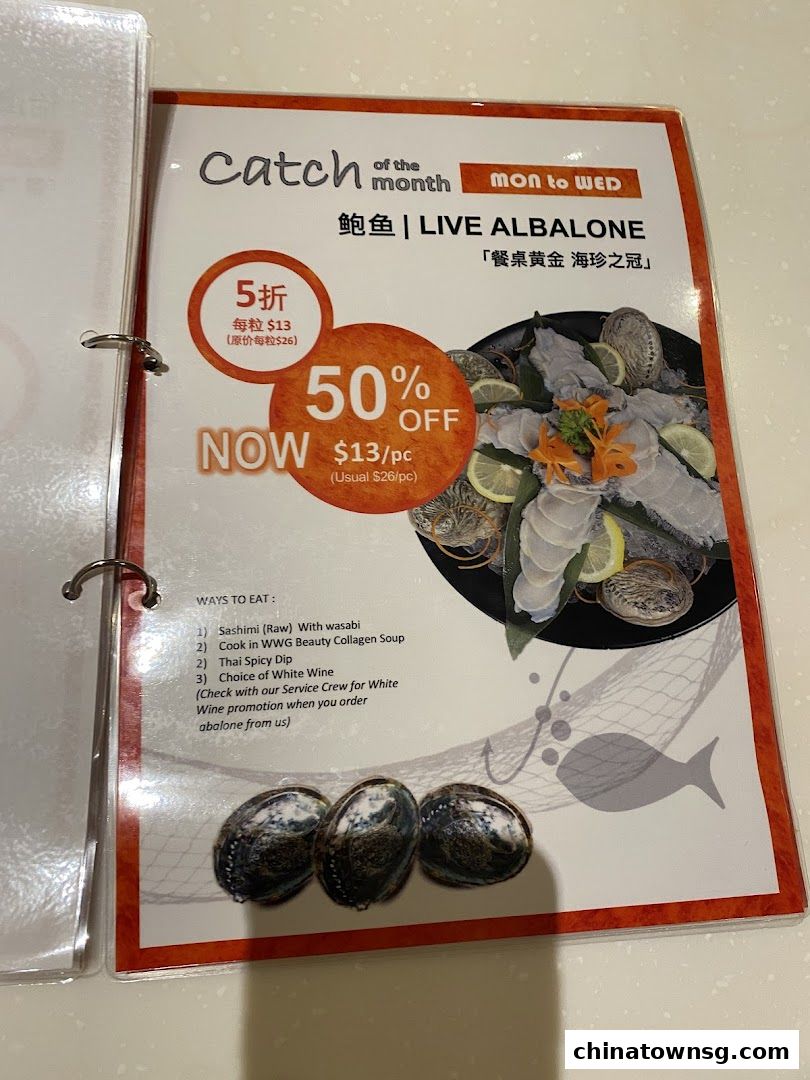 catch of the month
MON to WED
鲍鱼 | LIVE ALBALONE
「餐桌黄金 海珍之冠」
5折
每粒 $13
(原价每粒$26)
50% OFF
NOW $13/pc
(Usual $26/pc)
WAYS TO EAT :
1) Sashimi (Raw) With wasabi
2) Cook in WWG Beauty Collagen Soup
2) Thai Spicy Dip
3) Choice of White Wine
(Check with our Service Crew for White
Wine promotion when you order
abalone from us)
chinatownsg.com